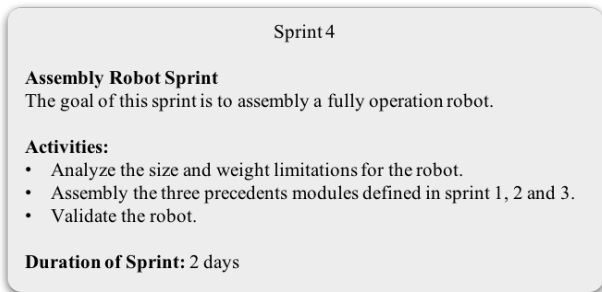 Sprint 4
Assembly Robot Sprint
The goal of this sprint is to assembly a fully operation robot.
Activities:
• Analyze the size and weight limitations for the robot.
• Assembly the three precedents modules defined in sprint 1, 2 and 3.
• Validate the robot.
Duration of Sprint: 2 days